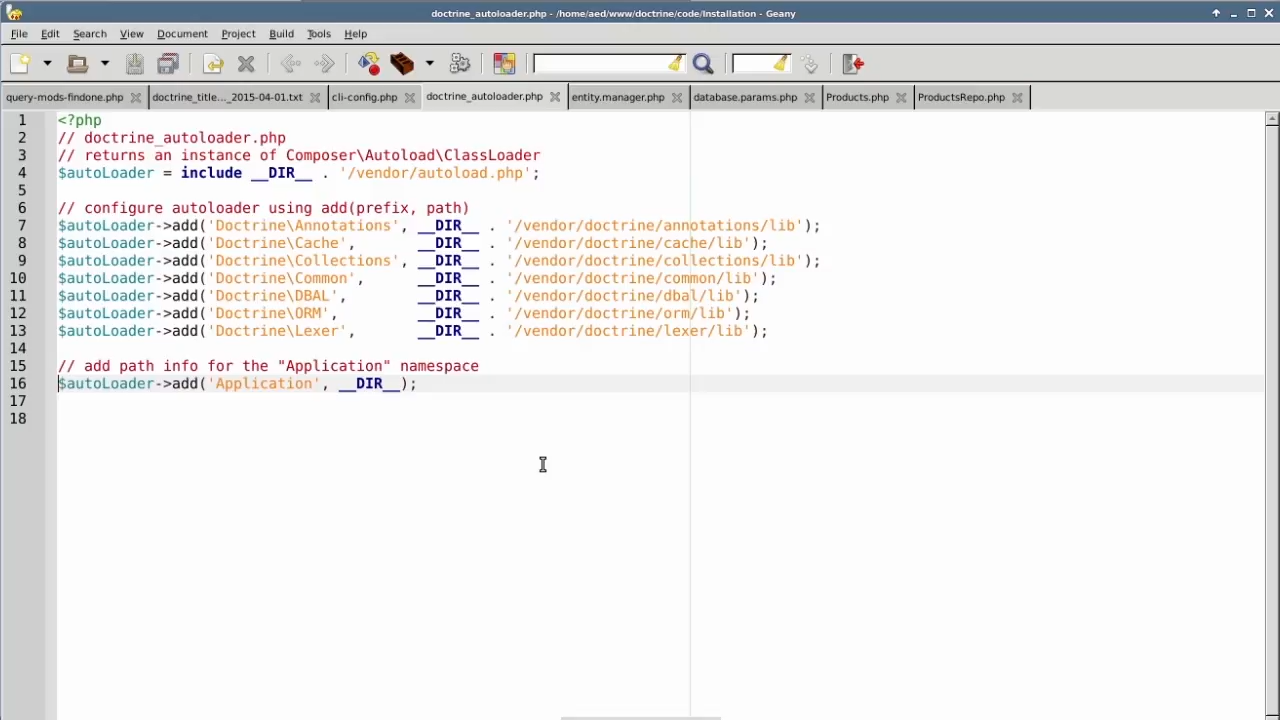 doctrine_autoloader.php - /home/aed/www/doctrine/code/Installation - Geany
File Edit Search View Document Project Build Tools Help
query-mods-findone.php doctrine_title..._2015-04-01.txt cli-config.php doctrine_autoloader.php entity.manager.php database.params.php Products.php ProductsRepo.php
1 <?php
2 // doctrine_autoloader.php
3 // returns an instance of Composer\Autoload\ClassLoader
4 $autoLoader = include __DIR__ . '/vendor/autoload.php';
5
6 // configure autoloader using add(prefix, path)
7 $autoLoader->add('Doctrine\Annotations', __DIR__ . '/vendor/doctrine/annotations/lib');
8 $autoLoader->add('Doctrine\Cache', __DIR__ . '/vendor/doctrine/cache/lib');
9 $autoLoader->add('Doctrine\Collections', __DIR__ . '/vendor/doctrine/collections/lib');
10 $autoLoader->add('Doctrine\Common', __DIR__ . '/vendor/doctrine/common/lib');
11 $autoLoader->add('Doctrine\DBAL', __DIR__ . '/vendor/doctrine/dbal/lib');
12 $autoLoader->add('Doctrine\ORM', __DIR__ . '/vendor/doctrine/orm/lib');
13 $autoLoader->add('Doctrine\Lexer', __DIR__ . '/vendor/doctrine/lexer/lib');
14
15 // add path info for the "Application" namespace
16 $autoLoader->add('Application', __DIR__);
17
18